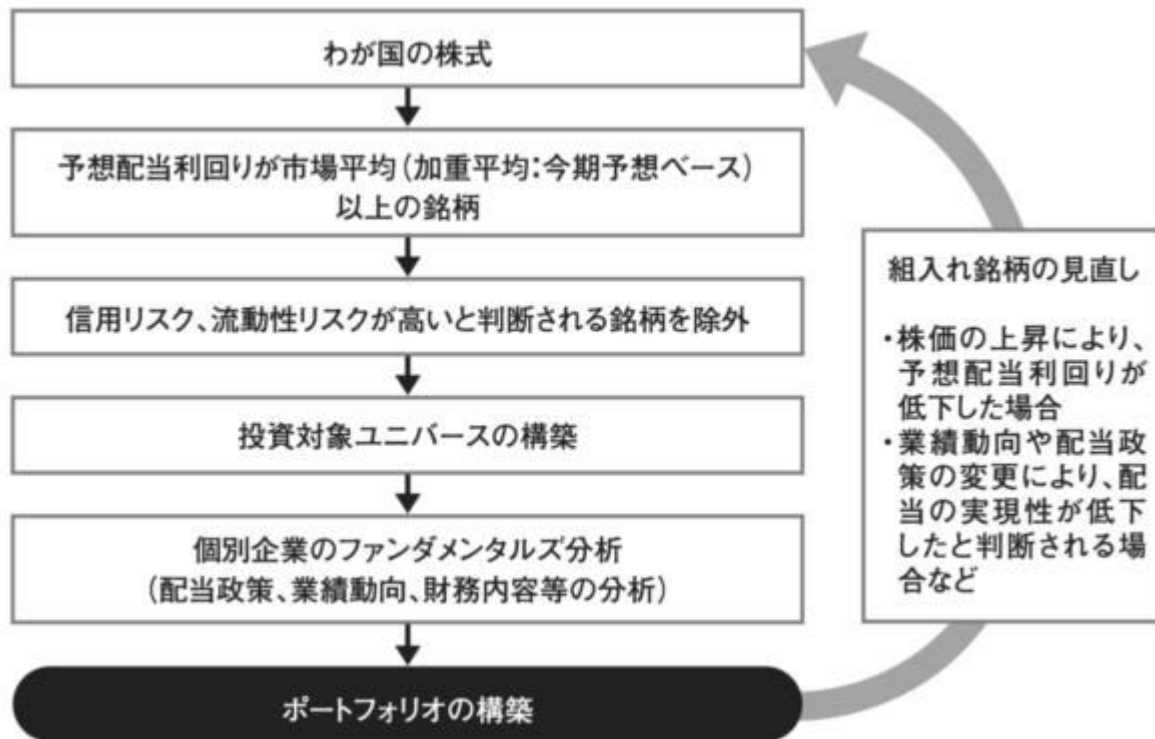 わが国の株式
予想配当利回りが市場平均(加重平均:今期予想ベース)
以上の銘柄
信用リスク、流動性リスクが高いと判断される銘柄を除外
投資対象ユニバースの構築
個別企業のファンダメンタルズ分析
(配当政策、業績動向、財務内容等の分析)
ポートフォリオの構築
組入れ銘柄の見直し
・株価の上昇により、
予想配当利回りが
低下した場合
・業績動向や配当政
策の変更により、配
当の実現性が低下
したと判断される場
合など